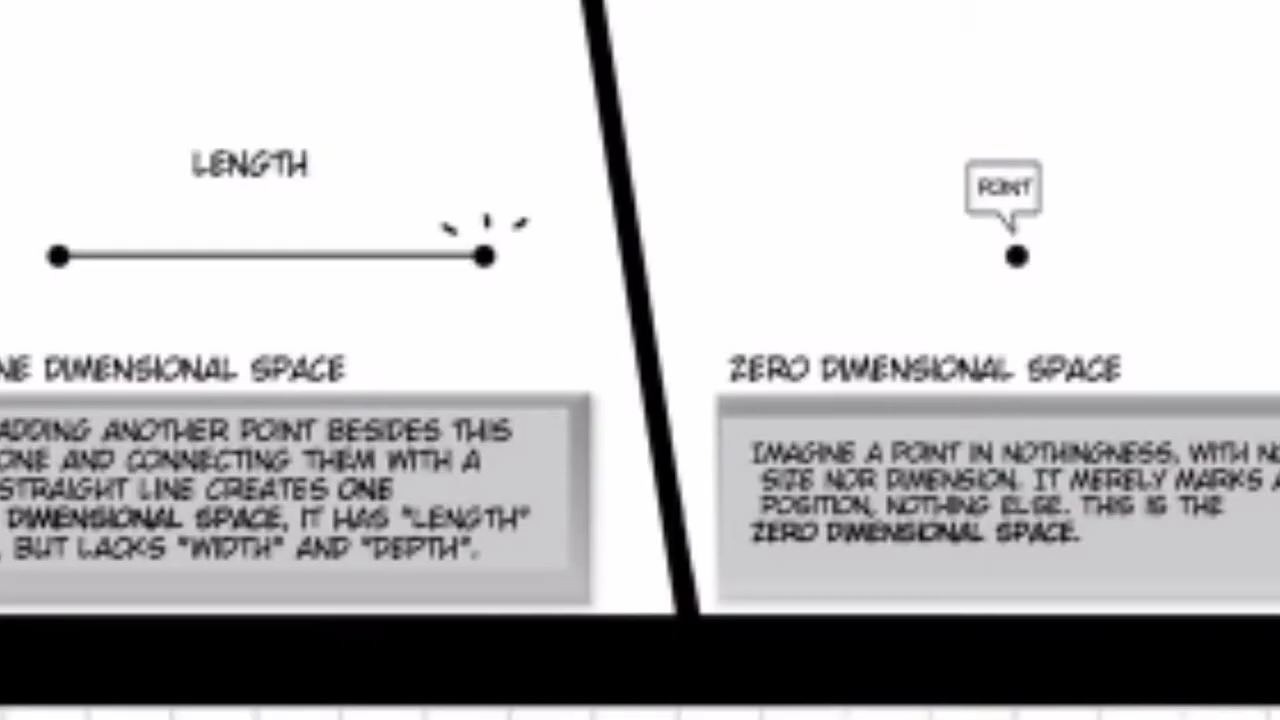 LENGTH
NE DIMENSIONAL SPACE
ADDING ANOTHER POINT BESIDES THIS
ONE AND CONNECTING THEM WITH A
STRAIGHT LINE CREATES ONE
DIMENSIONAL SPACE, IT HAS "LENGTH"
, BUT LACKS "WIDTH" AND "DEPTH".
POINT
ZERO DIMENSIONAL SPACE
IMAGINE A POINT IN NOTHINGNESS, WITH NO
SIZE NOR DIMENSION. IT MERELY MARKS A
POSITION, NOTHING ELSE. THIS IS THE
ZERO DIMENSIONAL SPACE.